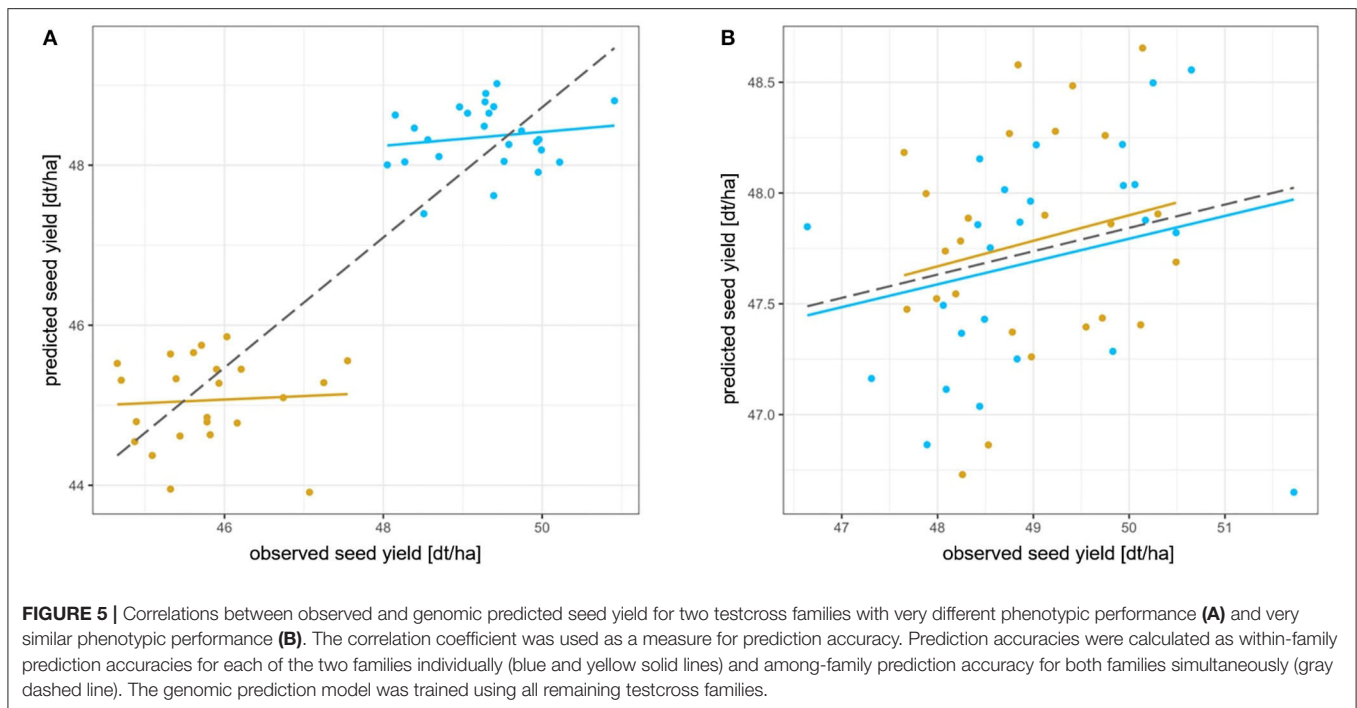 A
48
46
44
46
48
50
predicted seed yield [dt/ha]
observed seed yield [dt/ha]
B
48.5
48.0
47.5
47.0
47
48
49
50
51
predicted seed yield [dt/ha]
observed seed yield [dt/ha]
FIGURE 5 | Correlations between observed and genomic predicted seed yield for two testcross families with very different phenotypic performance (A) and very
similar phenotypic performance (B). The correlation coefficient was used as a measure for prediction accuracy. Prediction accuracies were calculated as within-family
prediction accuracies for each of the two families individually (blue and yellow solid lines) and among-family prediction accuracy for both families simultaneously (gray
dashed line). The genomic prediction model was trained using all remaining testcross families.